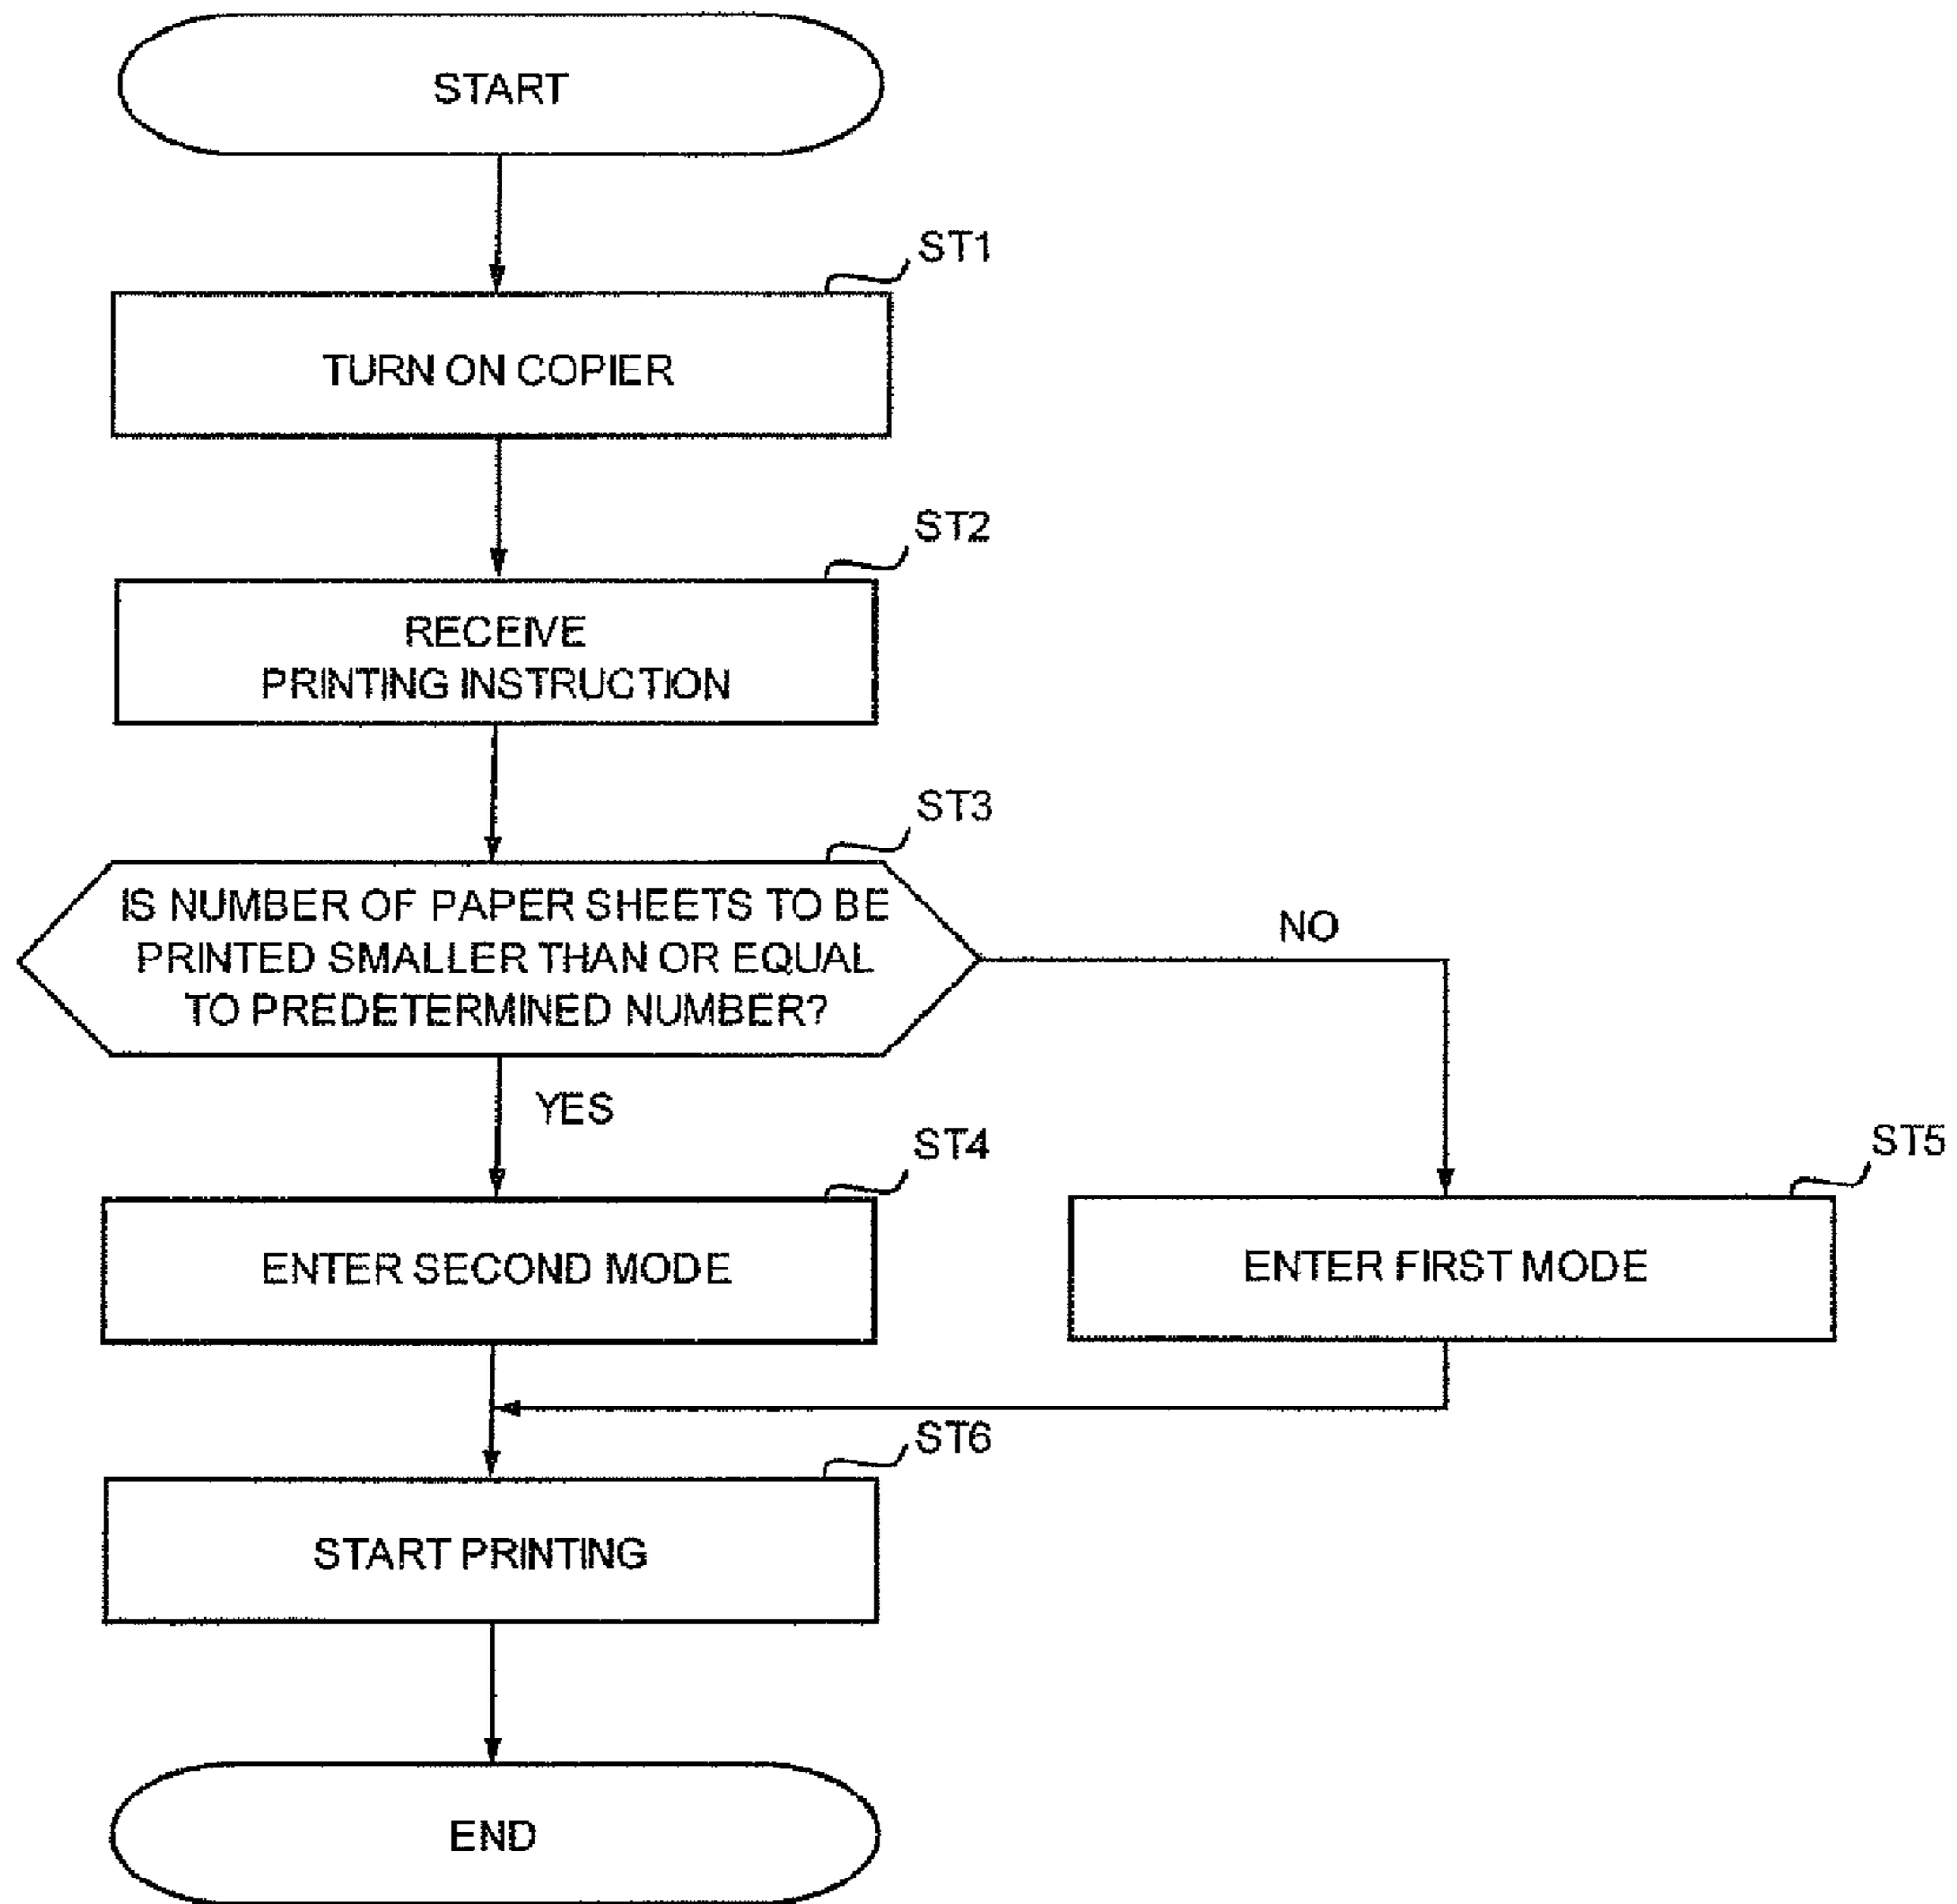 START
ST1
TURN ON COPIER
ST2
RECEIVE
PRINTING INSTRUCTION
ST3
IS NUMBER OF PAPER SHEETS TO BE
PRINTED SMALLER THAN OR EQUAL
TO PREDETERMINED NUMBER?
NO
YES
ST4
ENTER SECOND MODE
ST5
ENTER FIRST MODE
ST6
START PRINTING
END